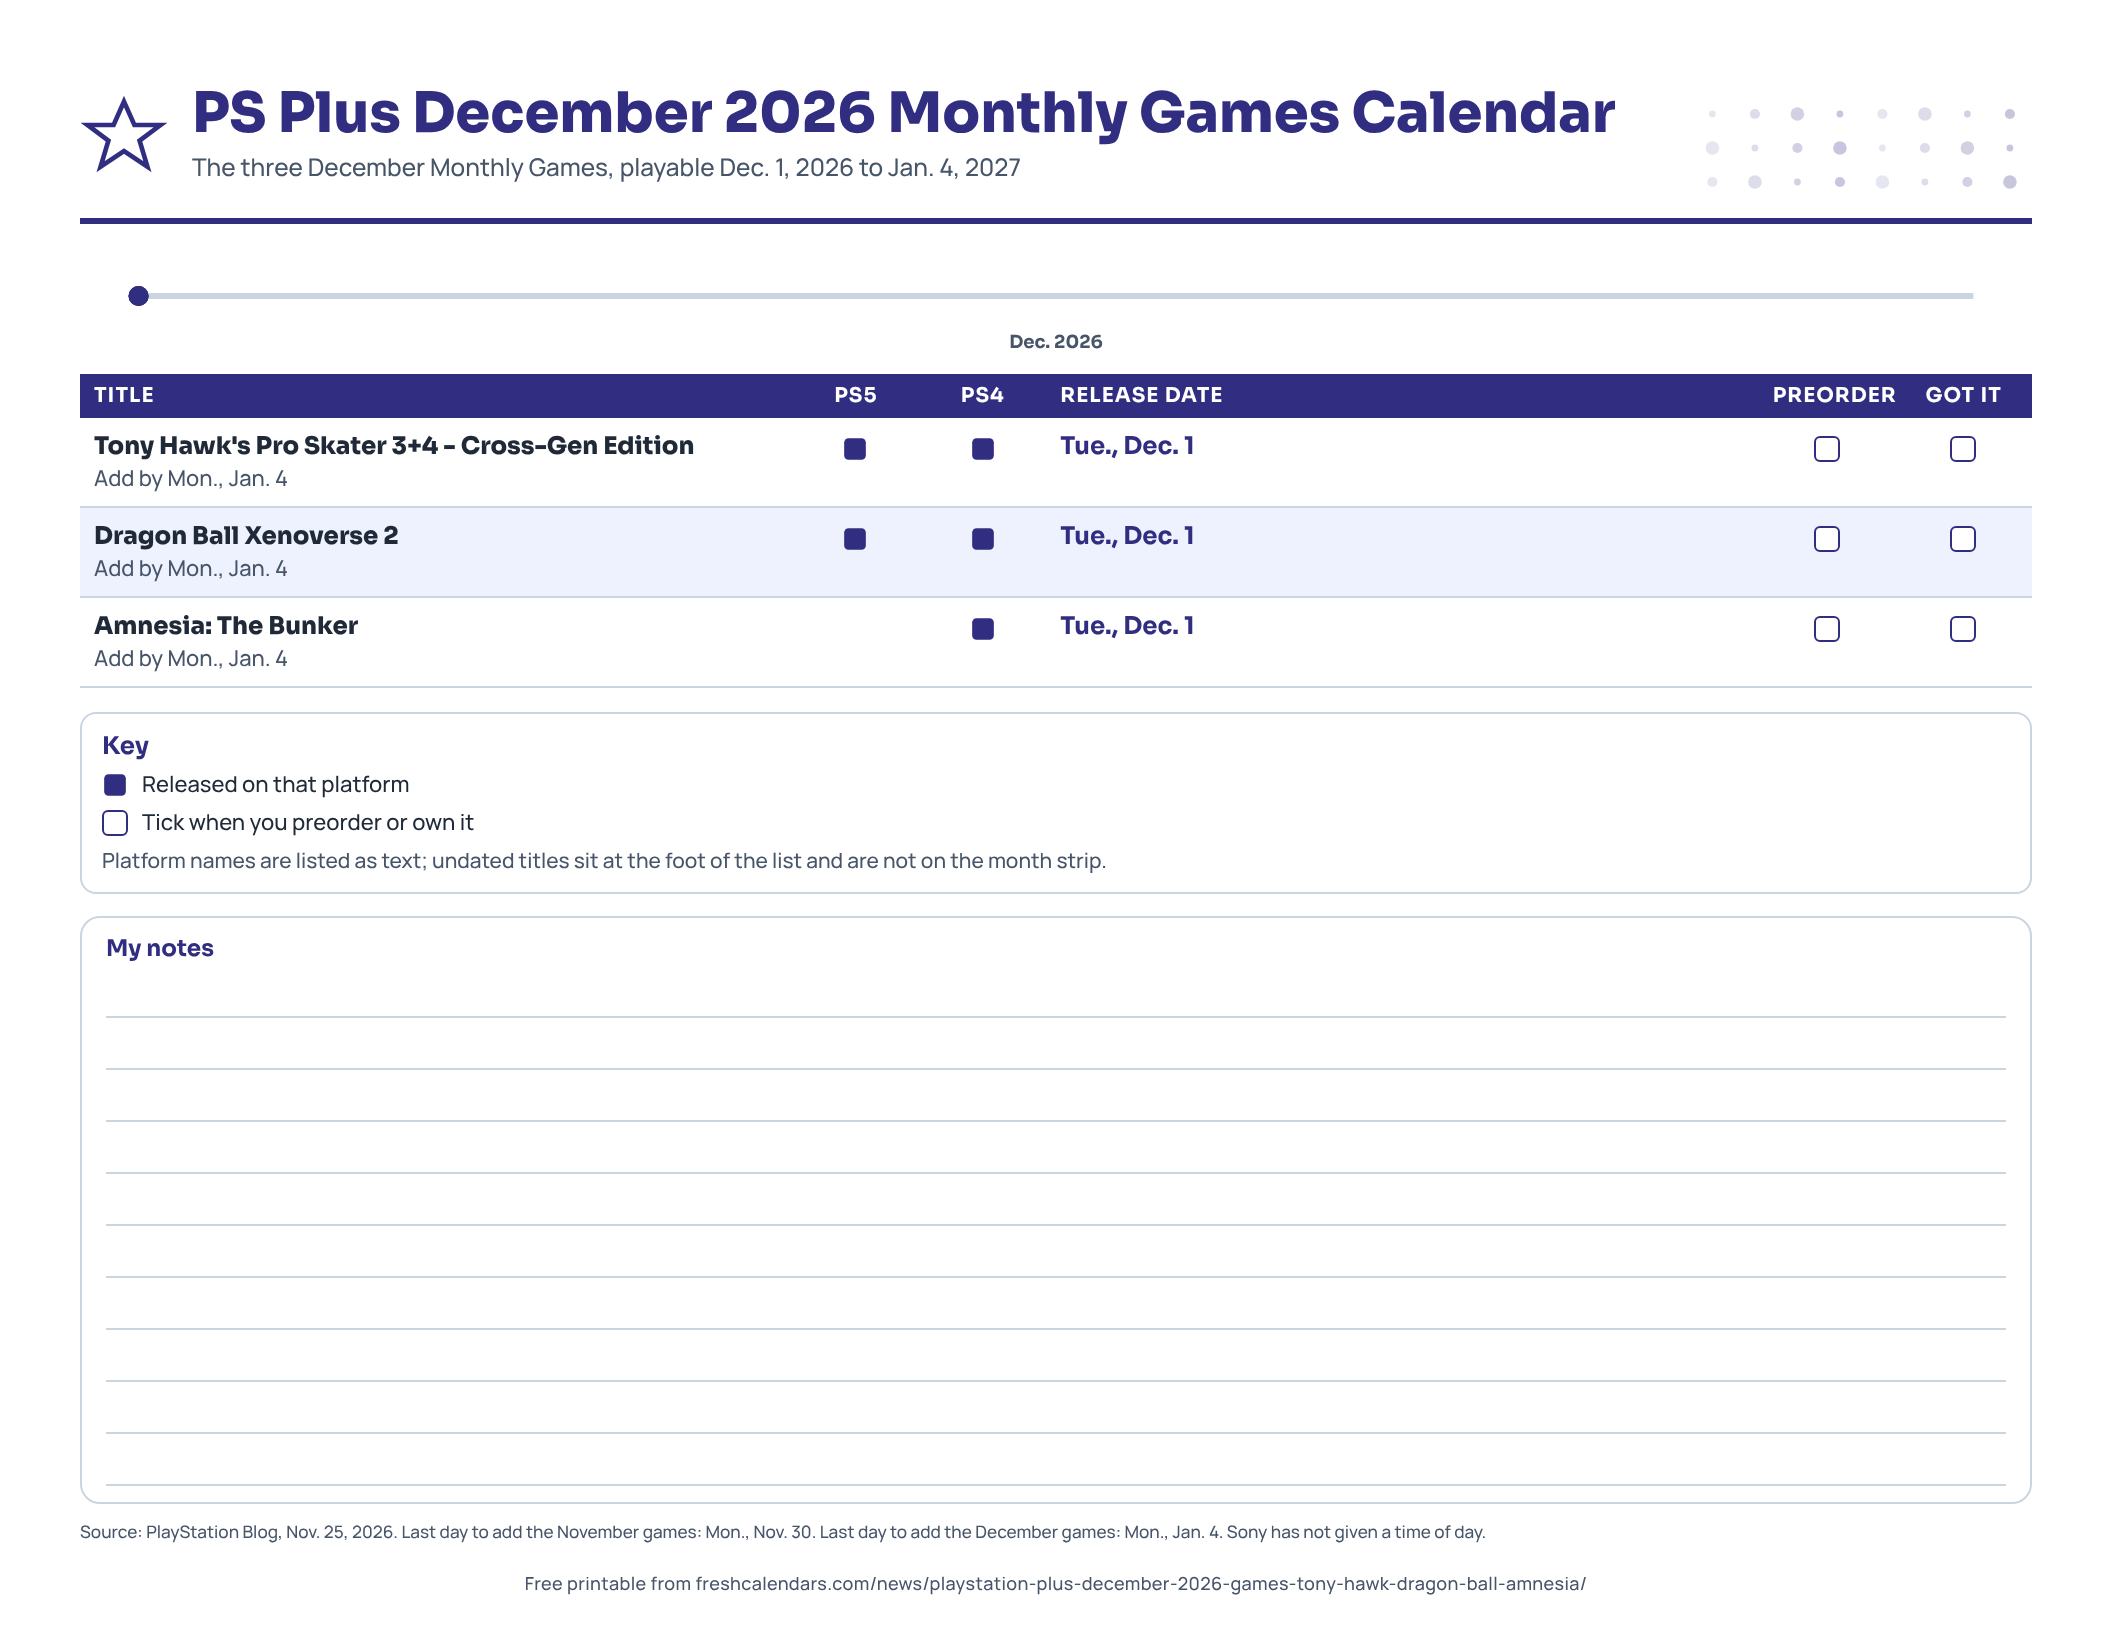 PS Plus December 2026 Monthly Games Calendar
The three December Monthly Games, playable Dec. 1, 2026 to Jan. 4, 2027
Dec. 2026
TITLE PS5 PS4 RELEASE DATE PREORDER GOT IT
Tony Hawk's Pro Skater 3+4 – Cross-Gen Edition Tue., Dec. 1
Add by Mon., Jan. 4
Dragon Ball Xenoverse 2 Tue., Dec. 1
Add by Mon., Jan. 4
Amnesia: The Bunker Tue., Dec. 1
Add by Mon., Jan. 4
Key
Released on that platform
Tick when you preorder or own it
Platform names are listed as text; undated titles sit at the foot of the list and are not on the month strip.
My notes
Source: PlayStation Blog, Nov. 25, 2026. Last day to add the November games: Mon., Nov. 30. Last day to add the December games: Mon., Jan. 4. Sony has not given a time of day.
Free printable from freshcalendars.com/news/playstation-plus-december-2026-games-tony-hawk-dragon-ball-amnesia/